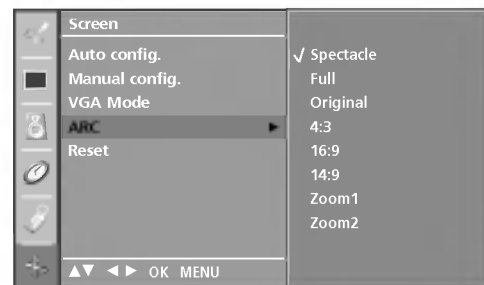 Screen
Auto config.
Manual config.
VGA Mode
ARC
Reset
▲▼ ◄ ► OK MENU
√ Spectacle
Full
Original
4:3
16:9
14:9
Zoom1
Zoom2